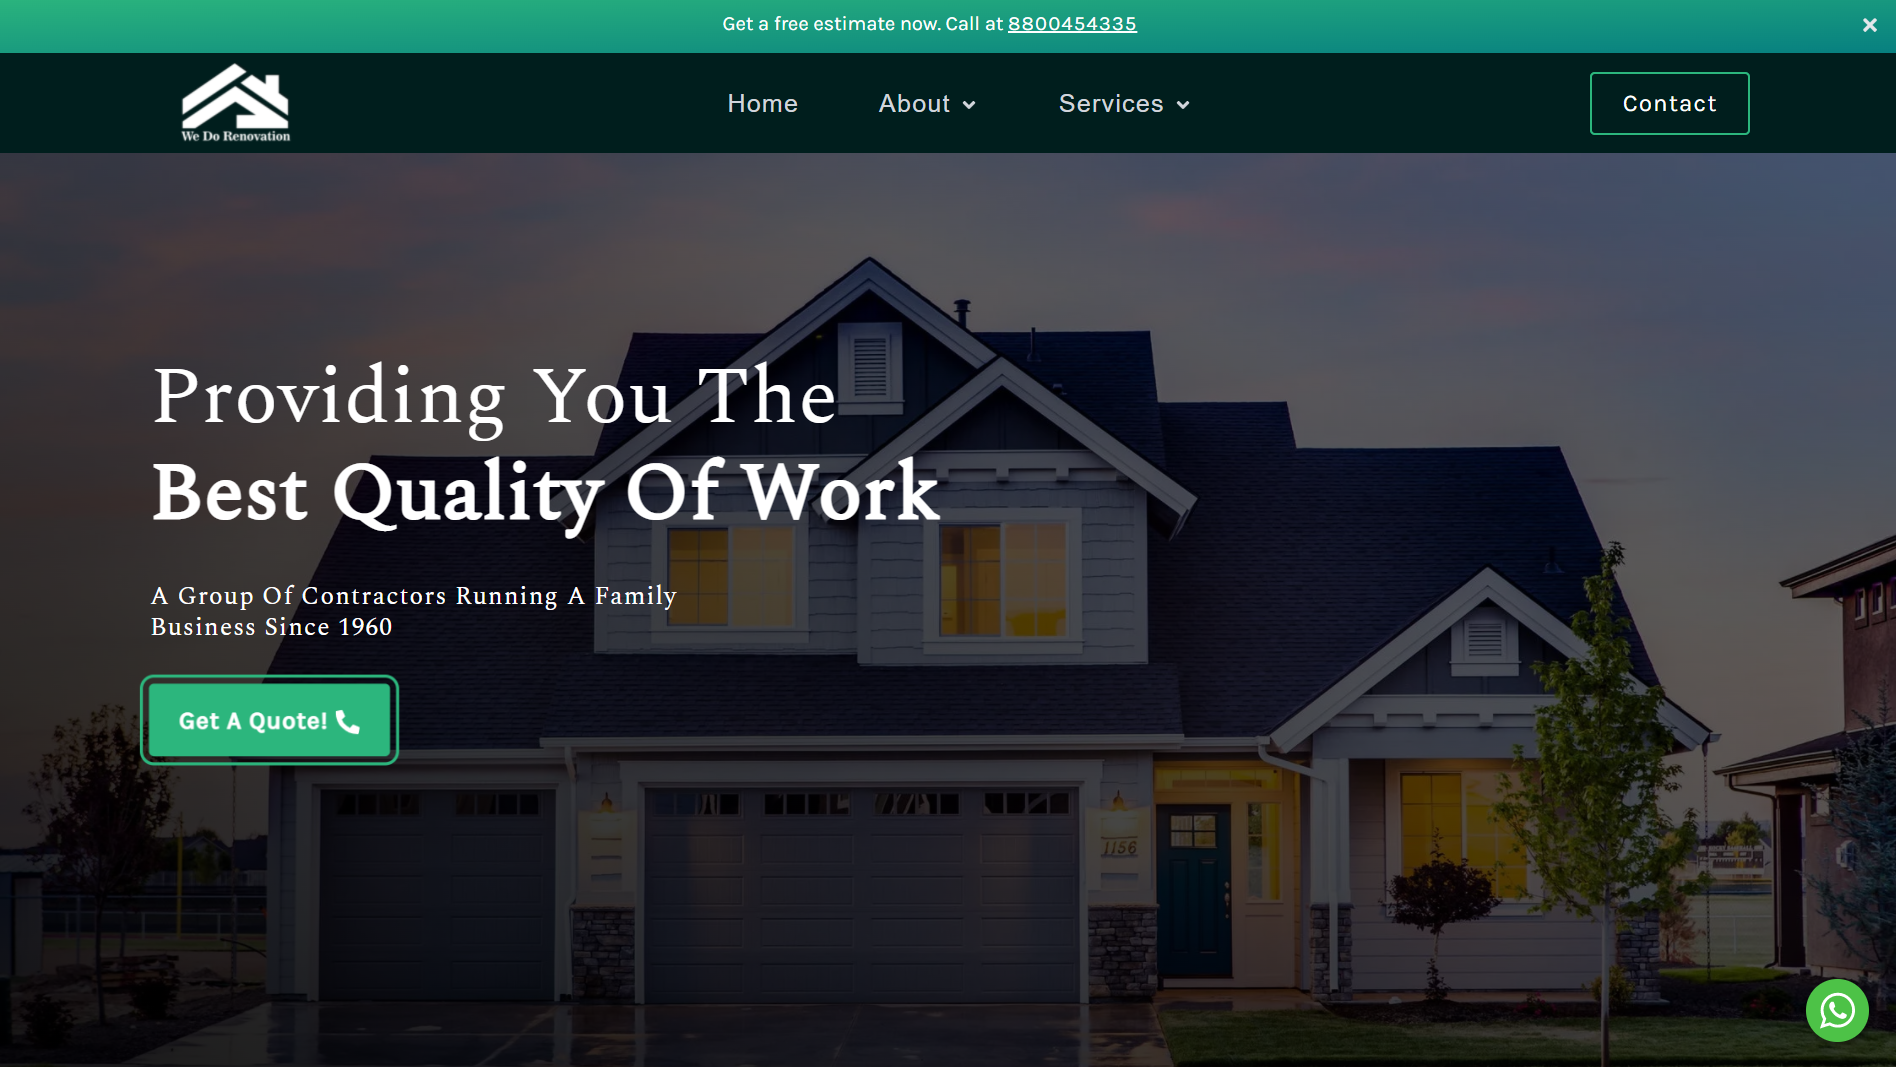 Get a free estimate now. Call at 8800454335
We Do Renovation
Home
About
Services
Contact
Providing You The
Best Quality Of Work
A Group Of Contractors Running A Family
Business Since 1960
Get A Quote!
1156